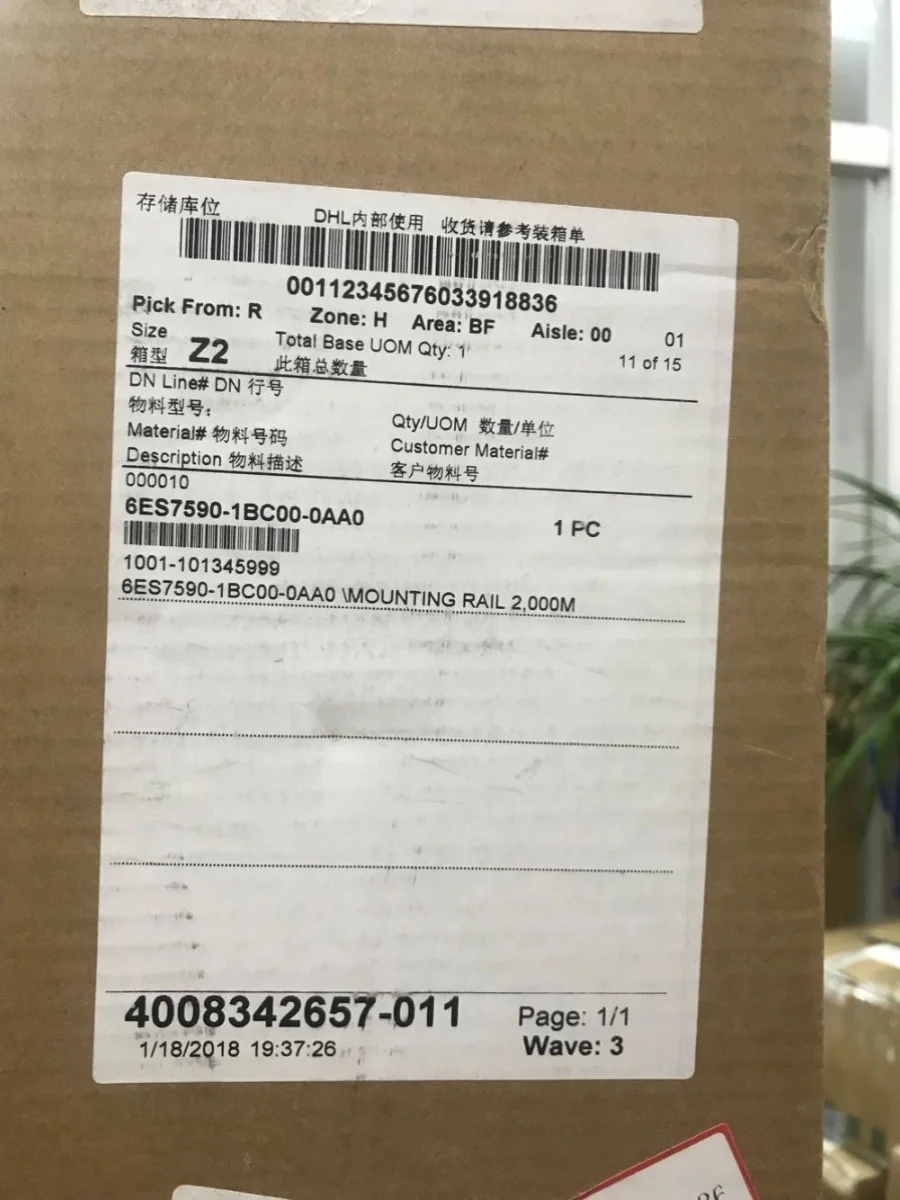 存储库位
DHL内部使用 收货请参考装箱单
00112345676033918836
Pick From: R Zone: H Area: BF Aisle: 00 01
Size Total Base UOM Qty: 1 11 of 15
箱型 Z2 此箱总数量
DN Line# DN 行号
物料型号: Qty/UOM 数量/单位
Material# 物料号码 Customer Material#
Description 物料描述 客户物料号
000010
6ES7590-1BC00-0AA0 1 PC
1001-101345999
6ES7590-1BC00-0AA0 \MOUNTING RAIL 2,000M
4008342657-011 Page: 1/1
1/18/2018 19:37:26 Wave: 3